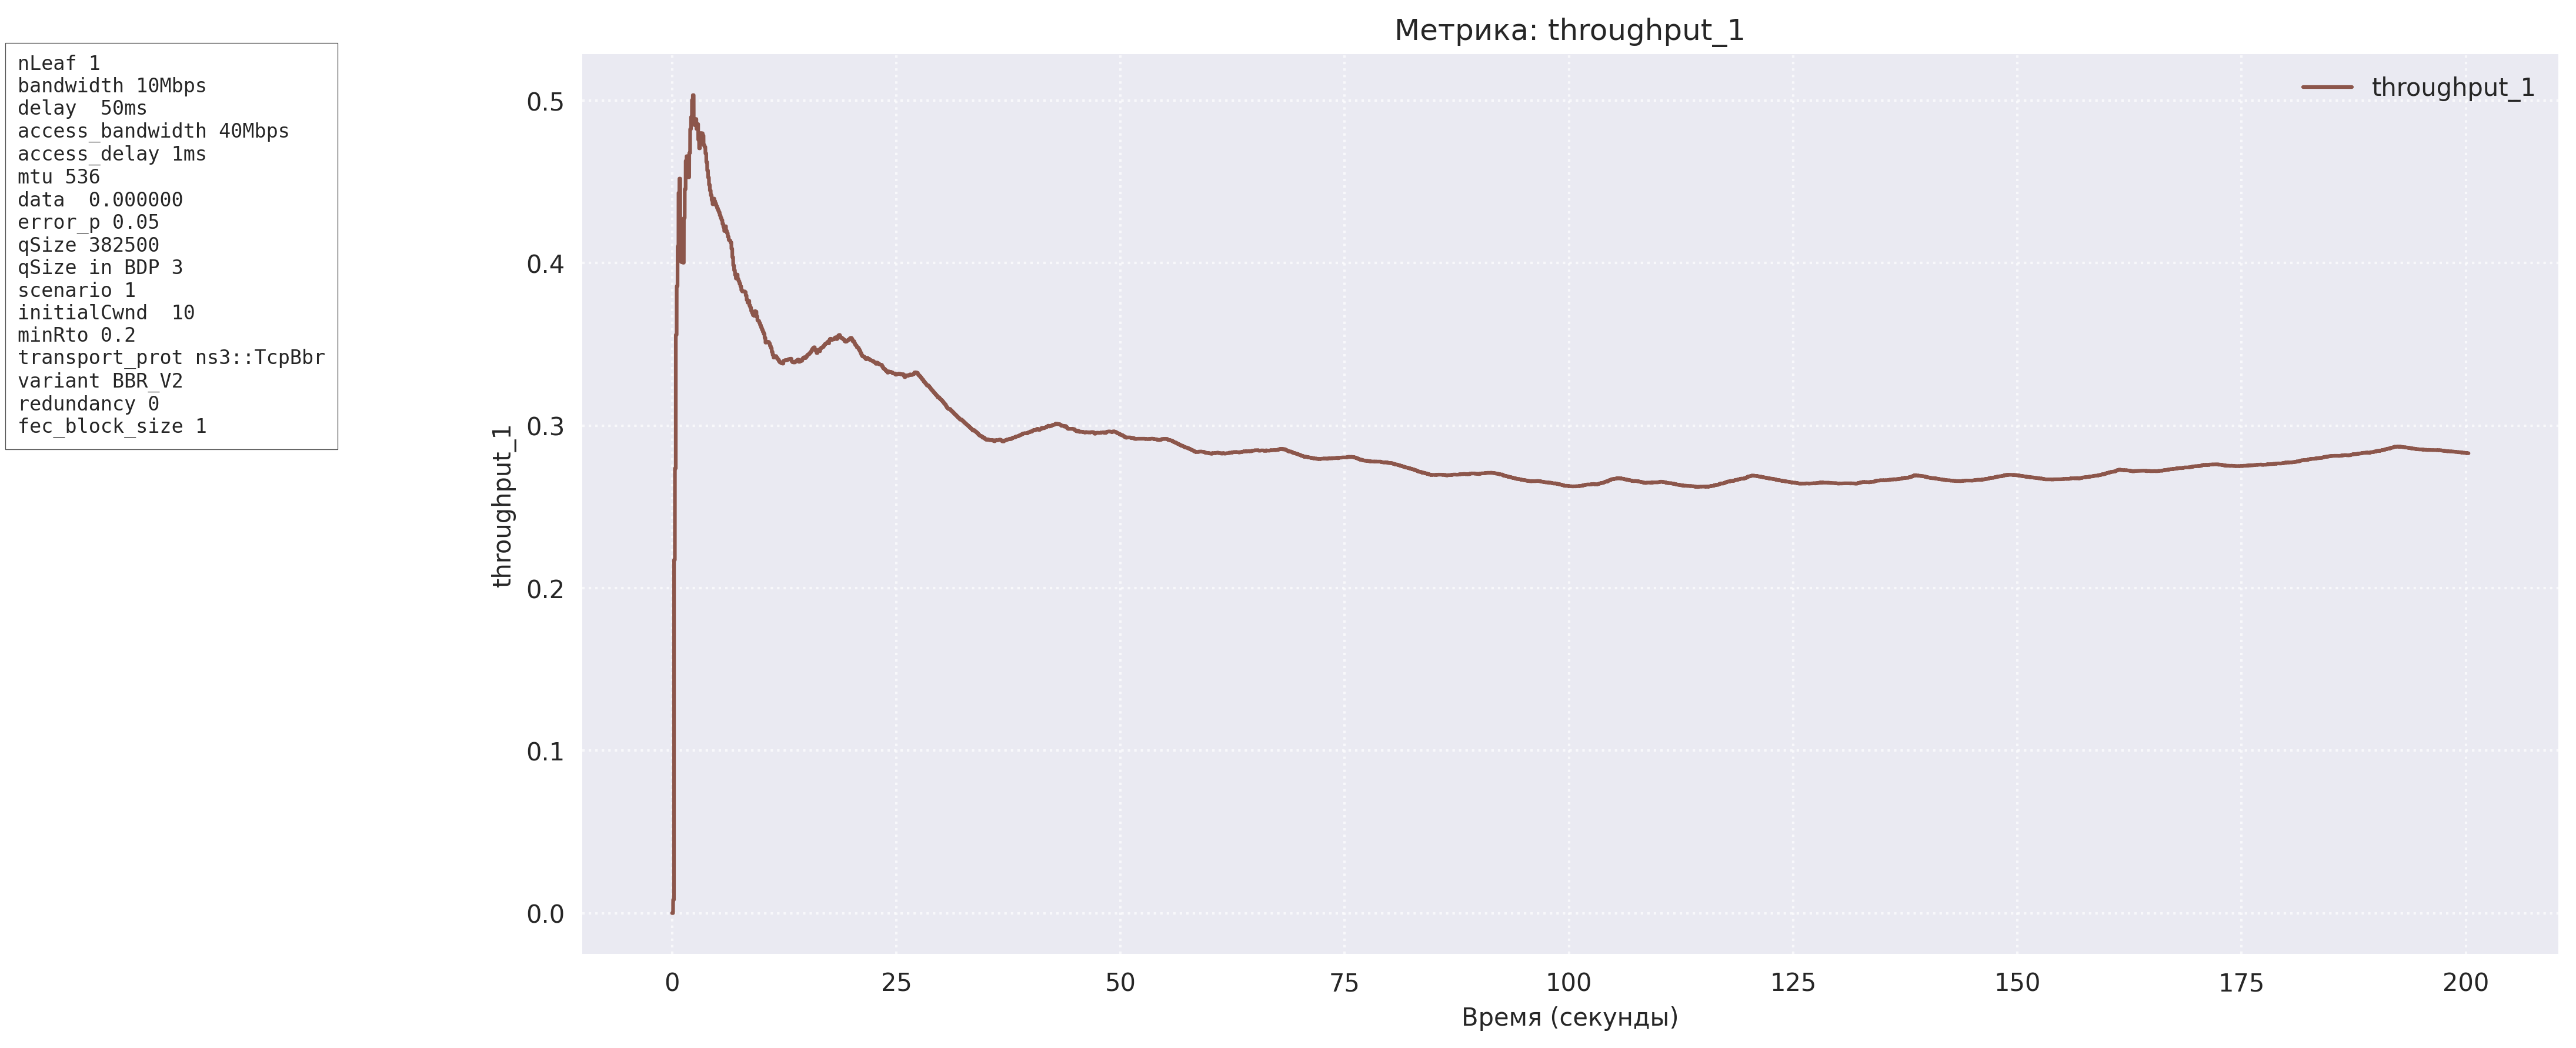 Метрика: throughput_1
nLeaf 1
bandwidth 10Mbps
delay  50ms
access_bandwidth 40Mbps
access_delay 1ms
mtu 536
data  0.000000
error_p 0.05
qSize 382500
qSize in BDP 3
scenario 1
initialCwnd  10
minRto 0.2
transport_prot ns3::TcpBbr
variant BBR_V2
redundancy 0
fec_block_size 1
throughput_1
throughput_1
0.5
0.4
0.3
0.2
0.1
0.0
0 25 50 75 100 125 150 175 200
Время (секунды)